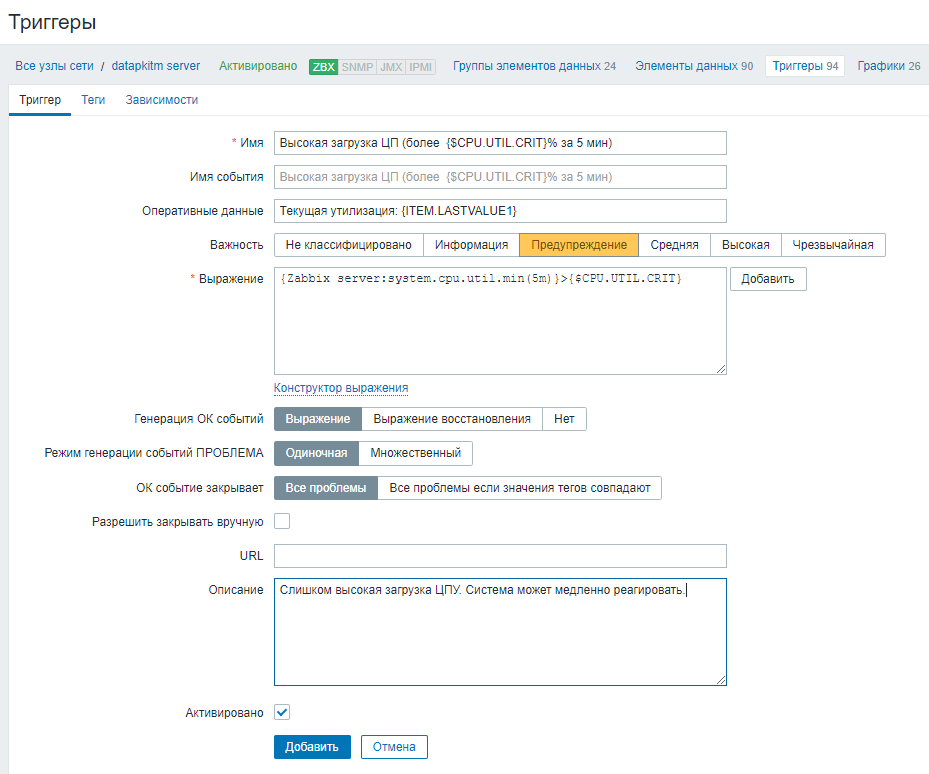 Триггеры
Все узлы сети / datapkitm server Активировано ZBX SNMP JMX IPMI Группы элементов данных 24 Элементы данных 90 Триггеры 94 Графики 26
Триггер Теги Зависимости
* Имя Высокая загрузка ЦП (более {$CPU.UTIL.CRIT}% за 5 мин)
Имя события Высокая загрузка ЦП (более {$CPU.UTIL.CRIT}% за 5 мин)
Оперативные данные Текущая утилизация: {ITEM.LASTVALUE1}
Важность Не классифицировано Информация Предупреждение Средняя Высокая Чрезвычайная
* Выражение {Zabbix server:system.cpu.util.min(5m)}>{$CPU.UTIL.CRIT} Добавить
Конструктор выражения
Генерация ОК событий Выражение Выражение восстановления Нет
Режим генерации событий ПРОБЛЕМА Одиночная Множественный
ОК событие закрывает Все проблемы Все проблемы если значения тегов совпадают
Разрешить закрывать вручную
URL
Описание Слишком высокая загрузка ЦПУ. Система может медленно реагировать.
Активировано
Добавить Отмена